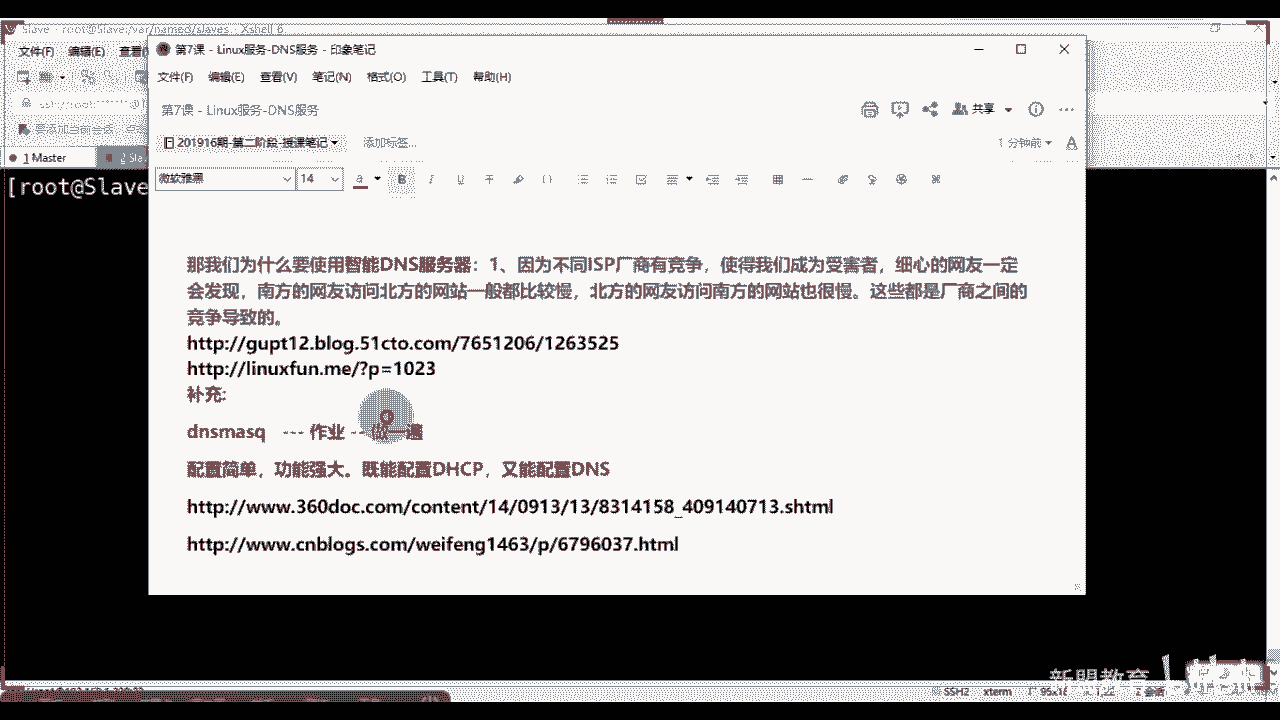 Slave - root@Slave:/var/named/slaves - Xshell 6
文件(F) 编辑(E) 查看(V)
1 Master
[root@Slave
第7课 - Linux服务-DNS服务 - 印象笔记
文件(F) 编辑(E) 查看(V) 笔记(N) 格式(O) 工具(T) 帮助(H)
第7课 - Linux服务-DNS服务
共享
201916期-第二阶段-授课笔记
添加标签...
1 分钟前
微软雅黑 14
那我们为什么要使用智能DNS服务器：1、因为不同ISP厂商有竞争，使得我们成为受害者，细心的网友一定
会发现，南方的网友访问北方的网站一般都比较慢，北方的网友访问南方的网站也很慢。这些都是厂商之间的
竞争导致的。
http://gupt12.blog.51cto.com/7651206/1263525
http://linuxfun.me/?p=1023
补充:
dnsmasq --- 作业 -- 做一遍
配置简单，功能强大。既能配置DHCP，又能配置DNS
http://www.360doc.com/content/14/0913/13/8314158_409140713.shtml
http://www.cnblogs.com/weifeng1463/p/6796037.html
新盟教育
SSH2 xterm